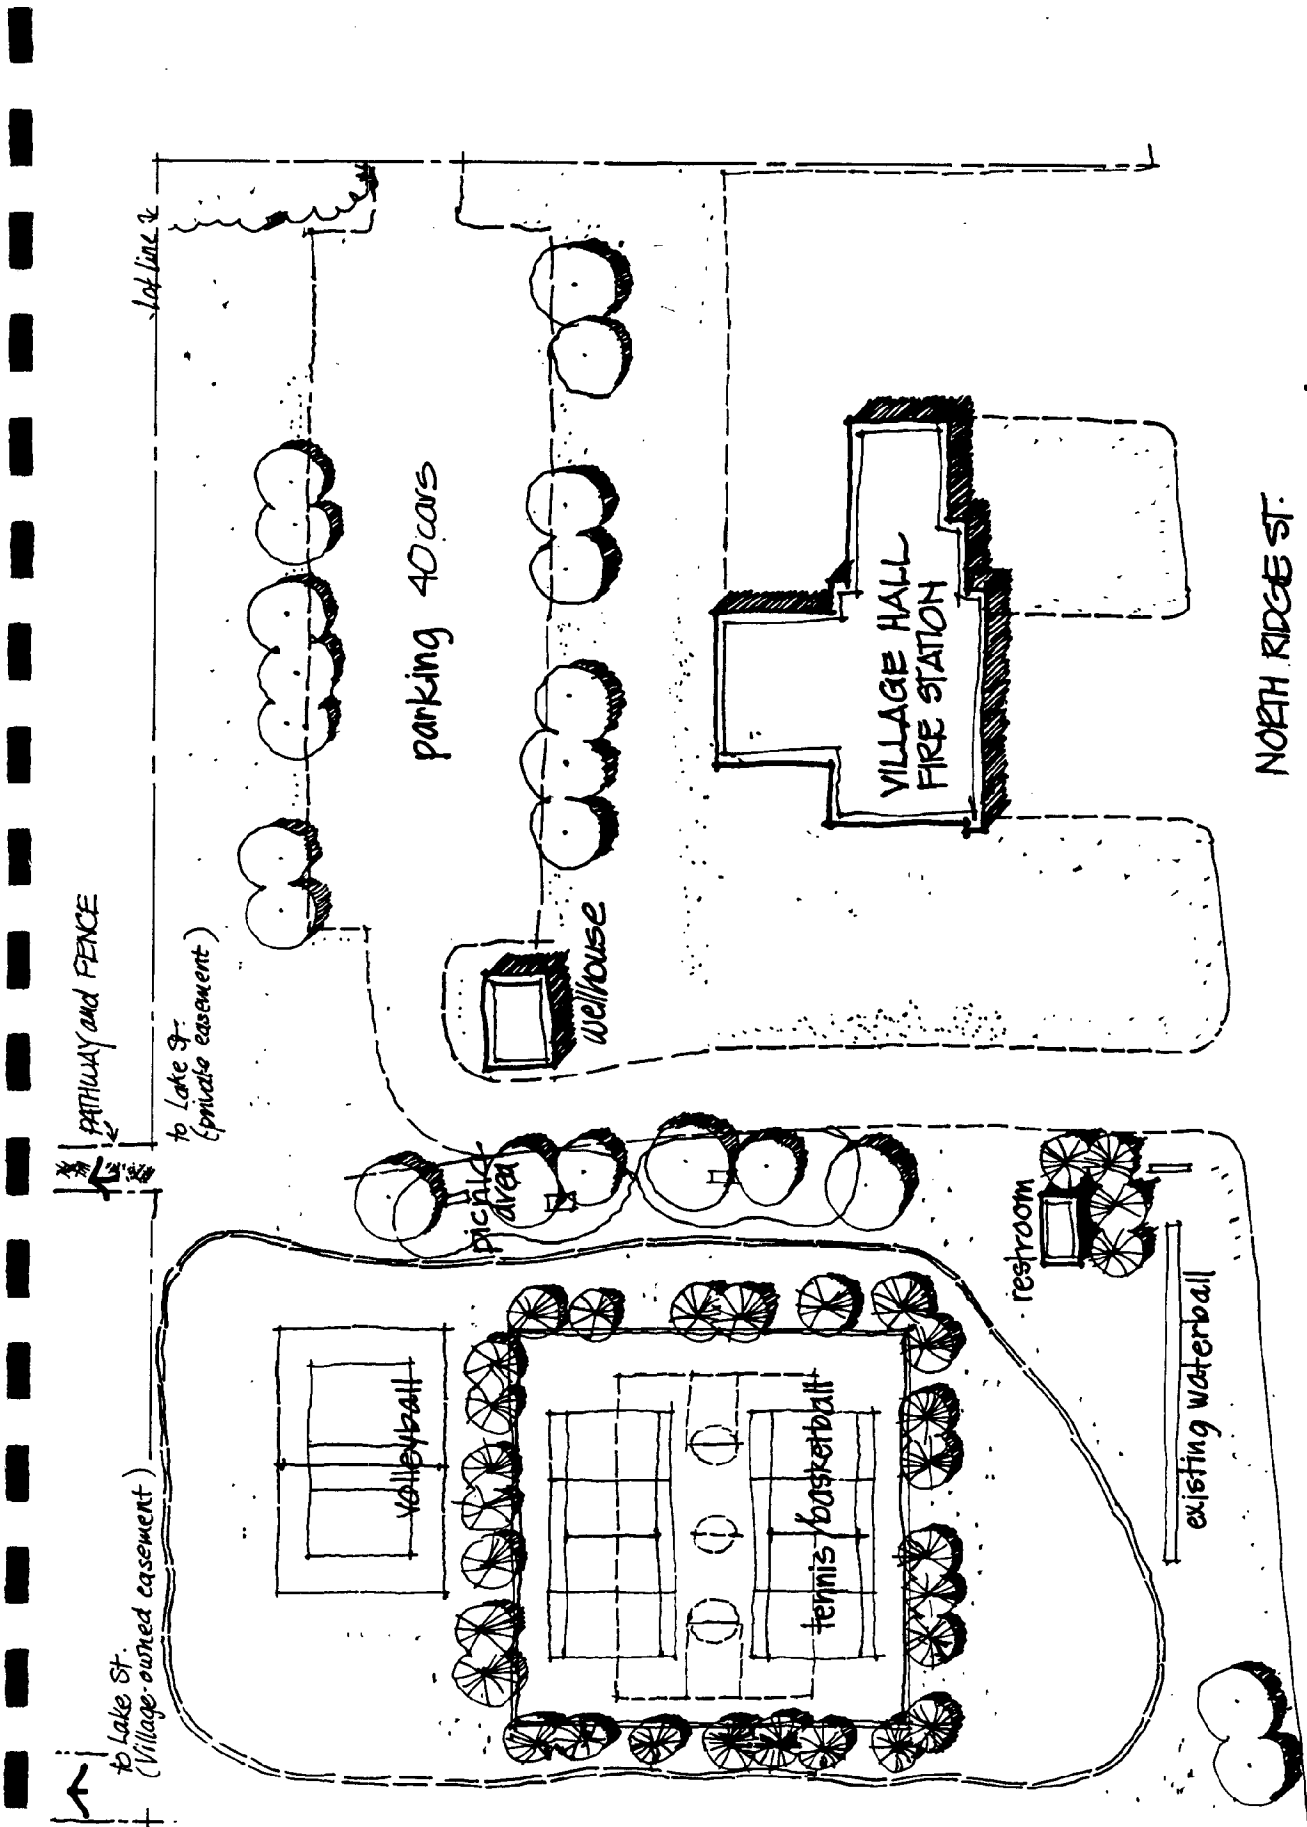 to Lake St.
(Village-owned easement)
PATHWAY and FENCE
to Lake St.
(private easement)
Lot line
volleyball
tennis/basketball
picnic
area
parking 40 cars
wellhouse
VILLAGE HALL
FIRE STATION
restroom
existing waterball
NORTH RIDGE ST.